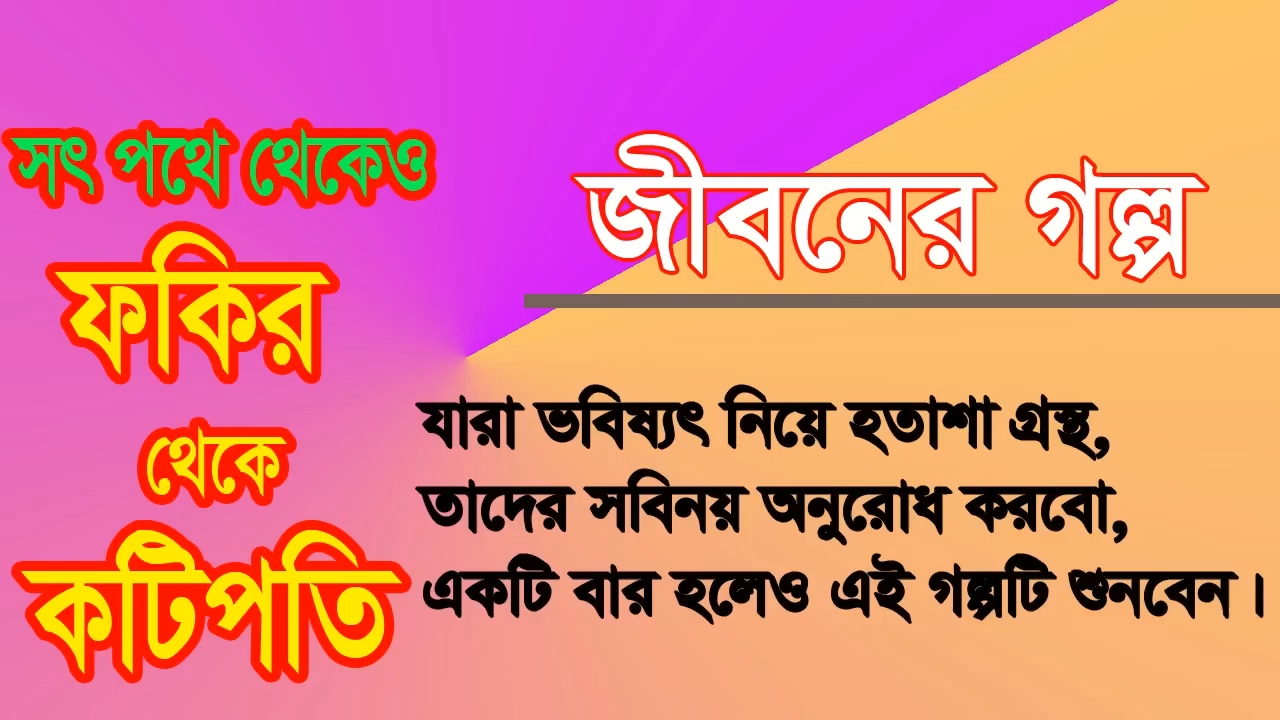 সৎ পথে থেকেও
ফকির
থেকে
কটিপতি
জীবনের গল্প
যারা ভবিষ্যৎ নিয়ে হতাশা গ্রস্থ,
তাদের সবিনয় অনুরোধ করবো,
একটি বার হলেও এই গল্পটি শুনবেন।